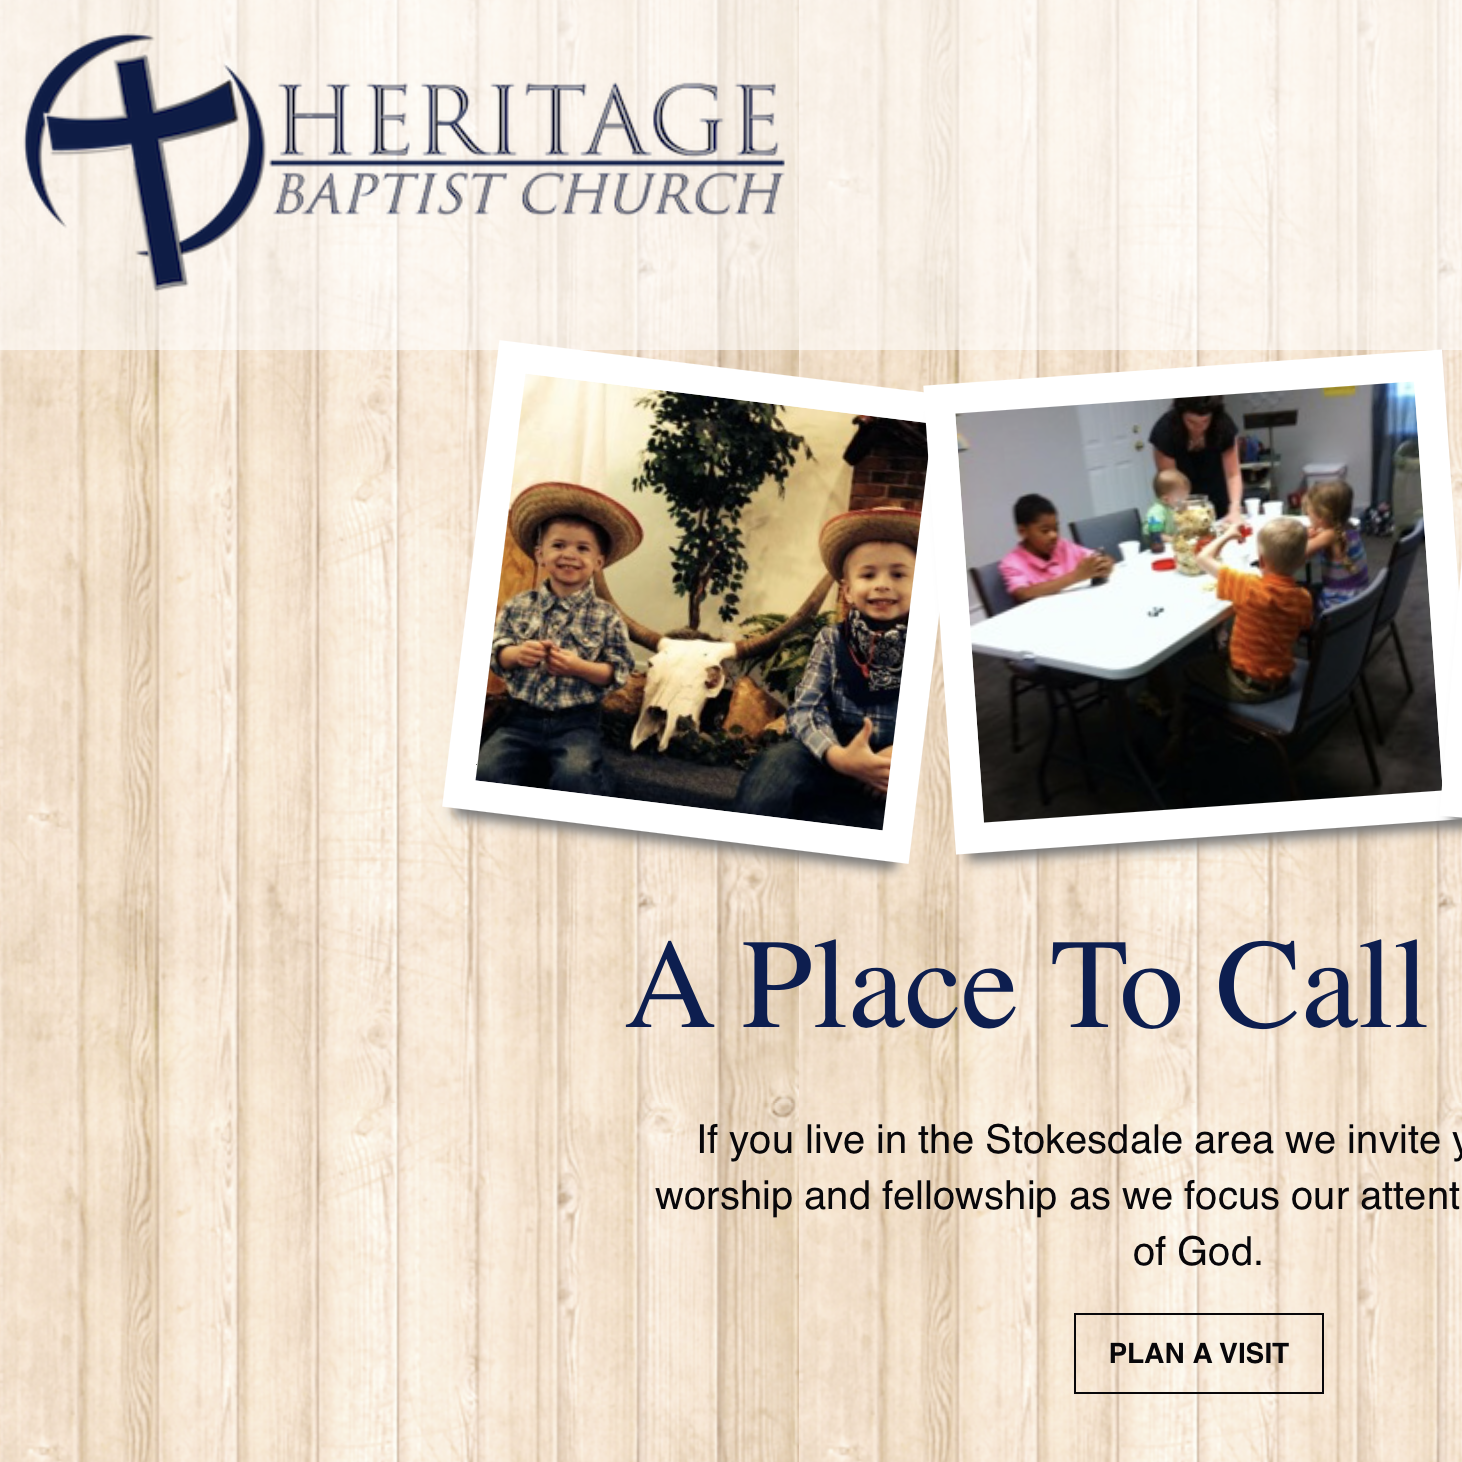 HERITAGE
BAPTIST CHURCH
A Place To Call
If you live in the Stokesdale area we invite
worship and fellowship as we focus our attent
of God.
PLAN A VISIT